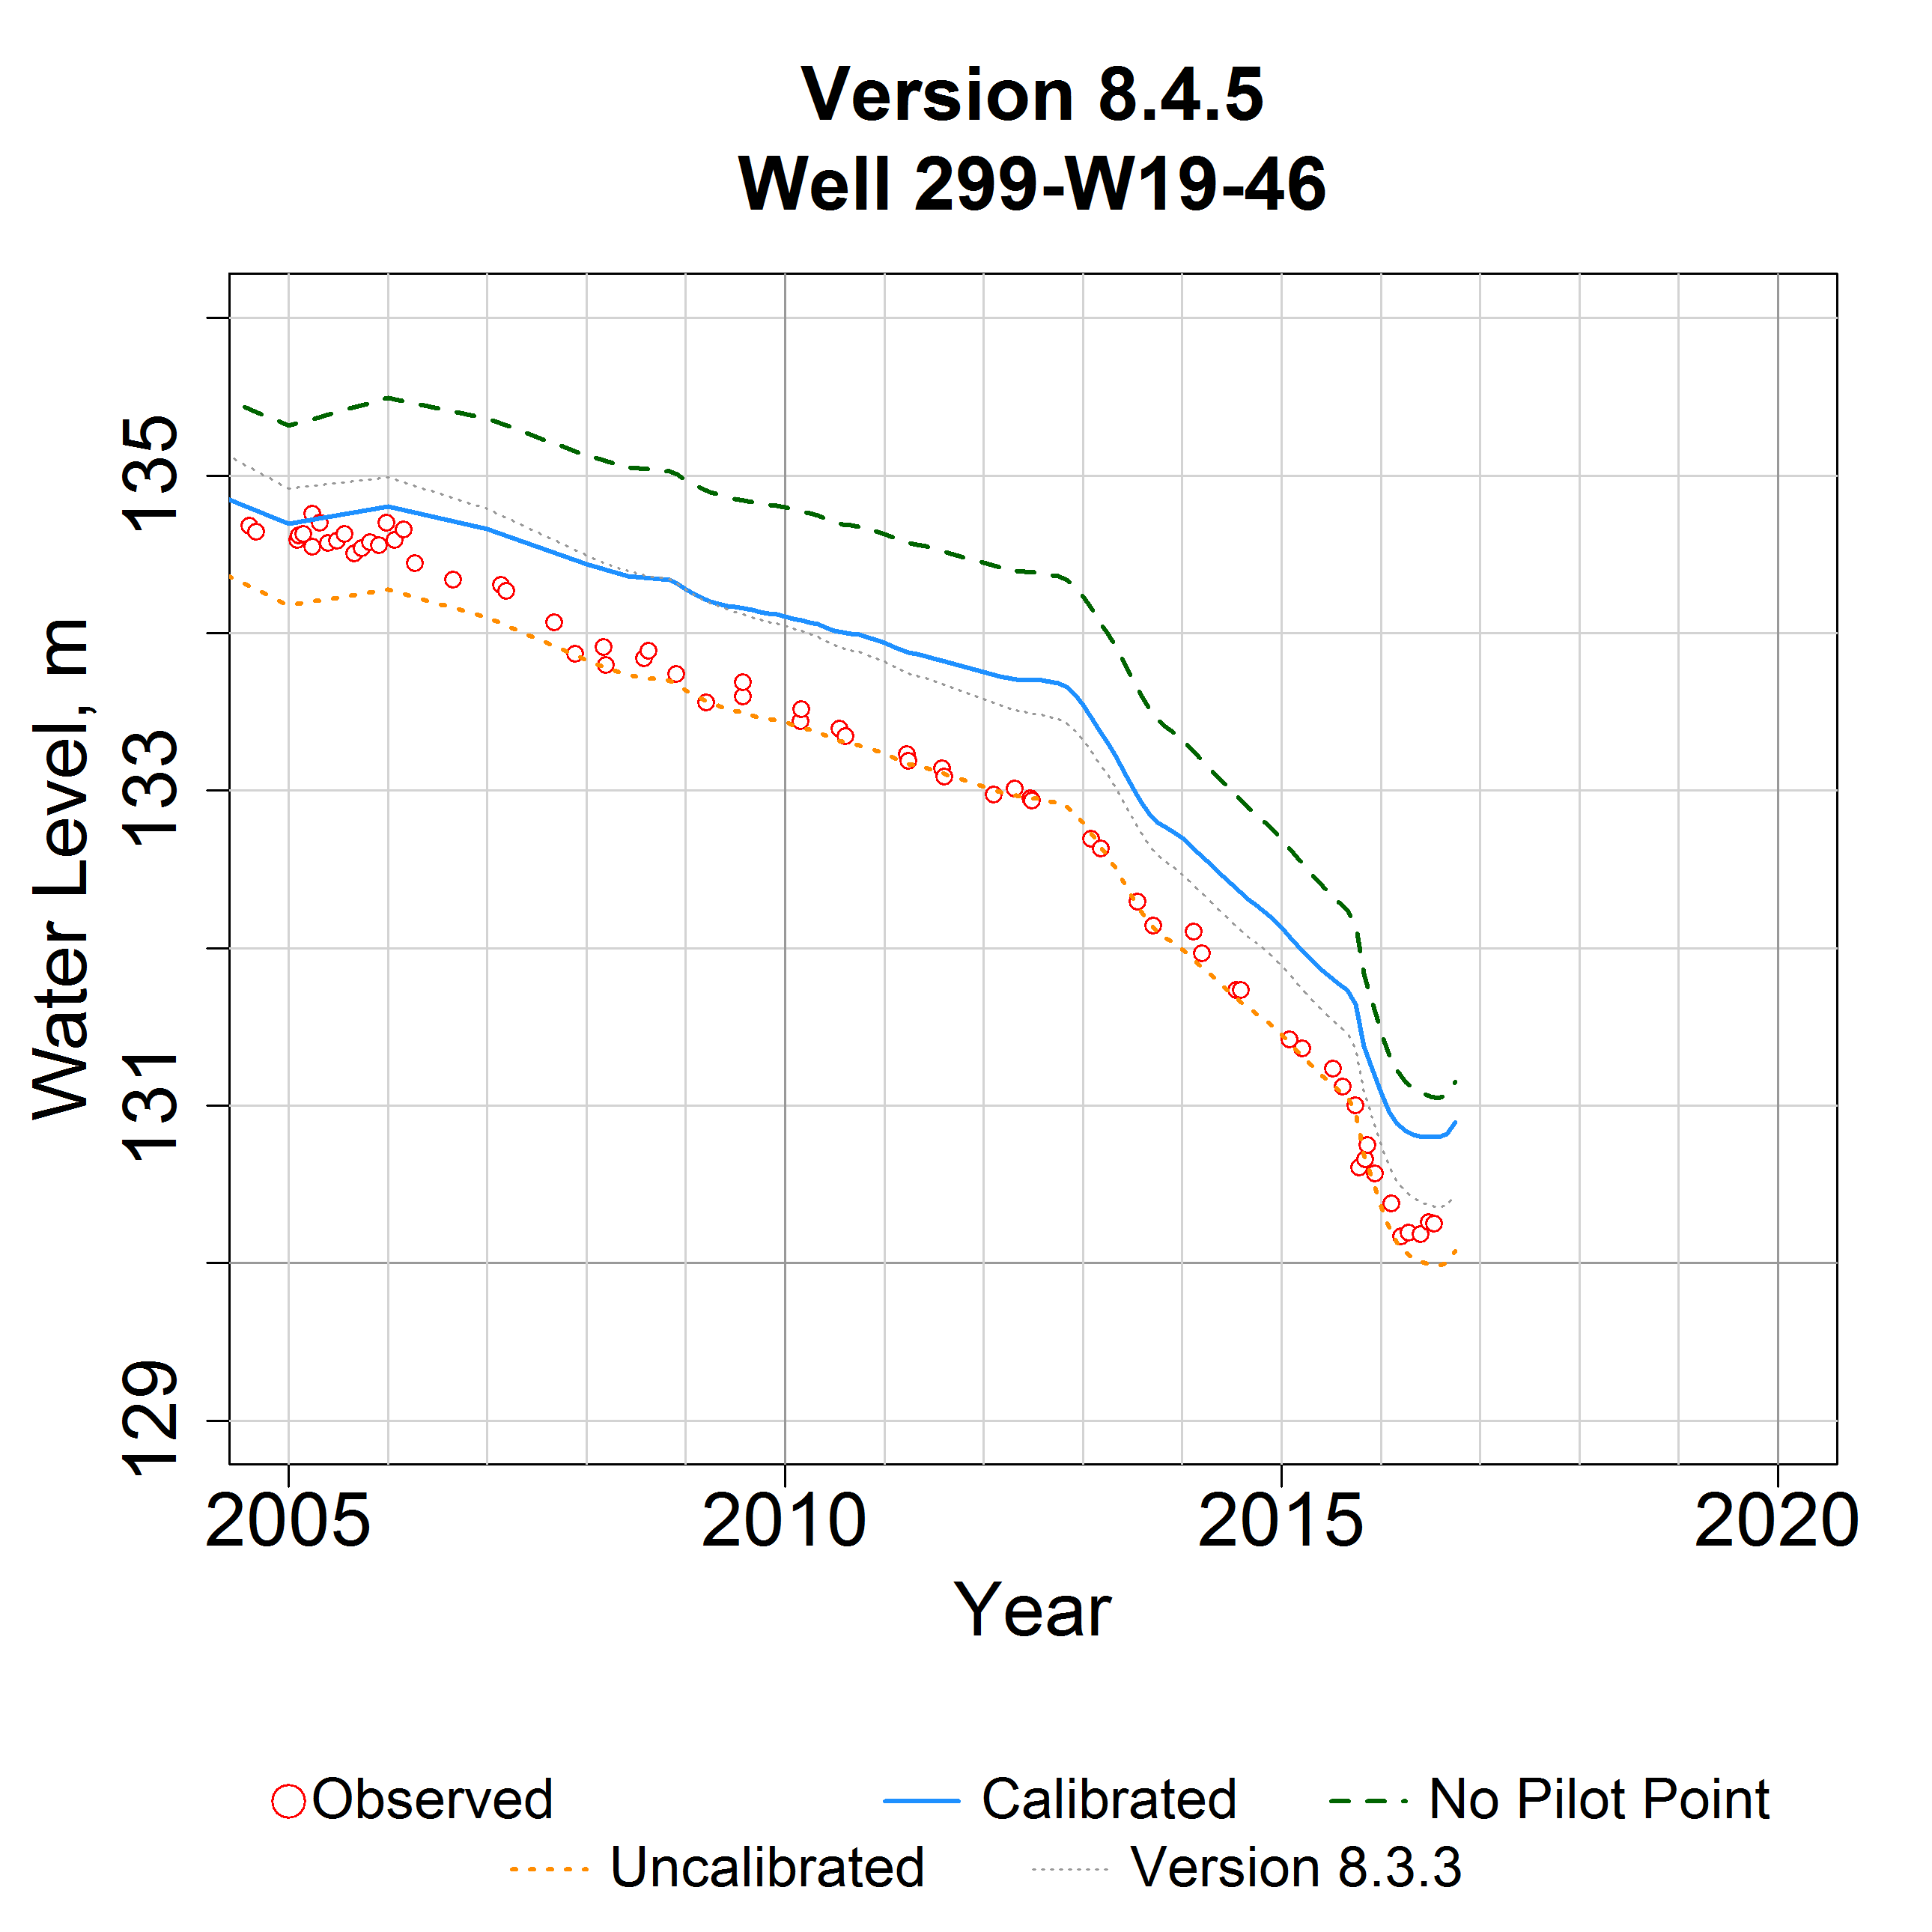 Version 8.4.5
Well 299-W19-46
Water Level, m
135
133
131
129
2005 2010 2015 2020
Year
Observed Calibrated No Pilot Point
Uncalibrated Version 8.3.3